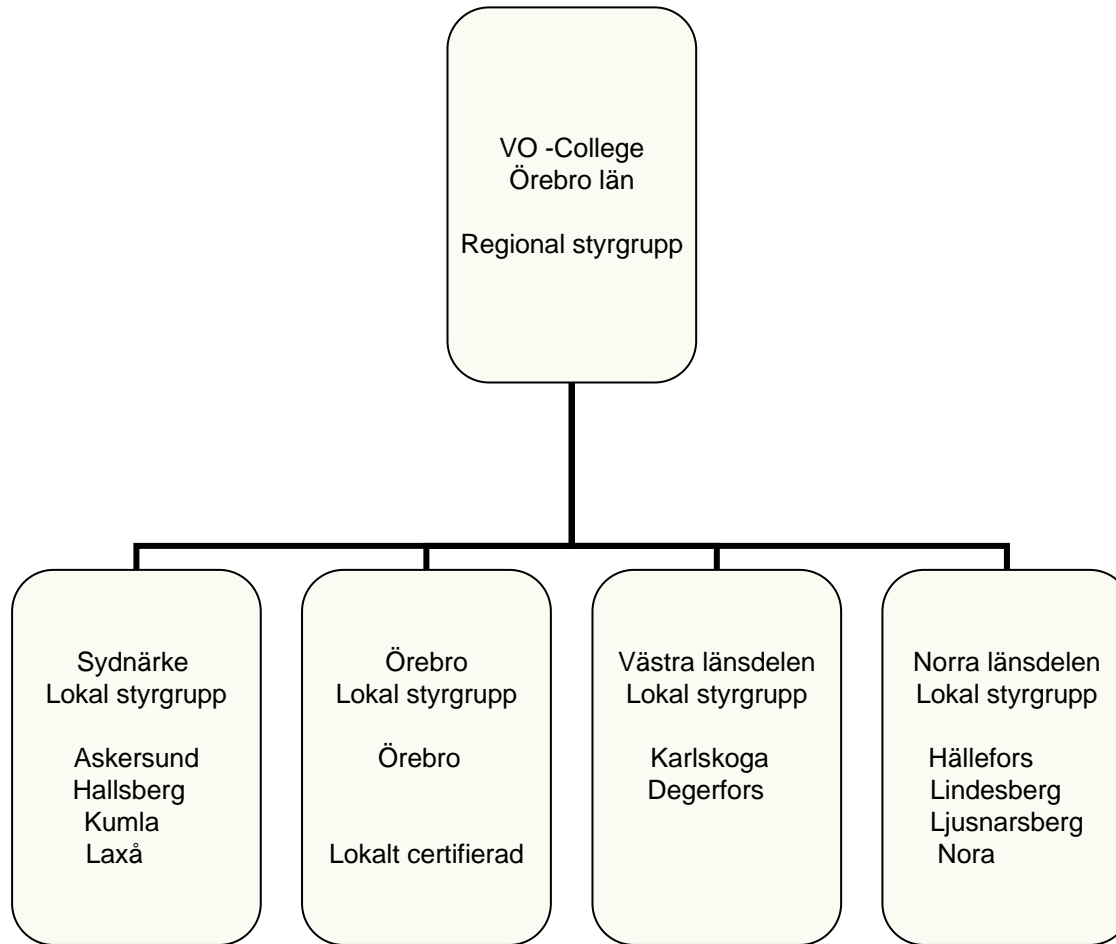 VO -College
Örebro län
Regional styrgrupp
Sydnärke
Lokal styrgrupp
Askersund
Hallsberg
Kumla
Laxå
Örebro
Lokal styrgrupp
Örebro
Lokalt certifierad
Västra länsdelen
Lokal styrgrupp
Karlskoga
Degerfors
Norra länsdelen
Lokal styrgrupp
Hällefors
Lindesberg
Ljusnarsberg
Nora